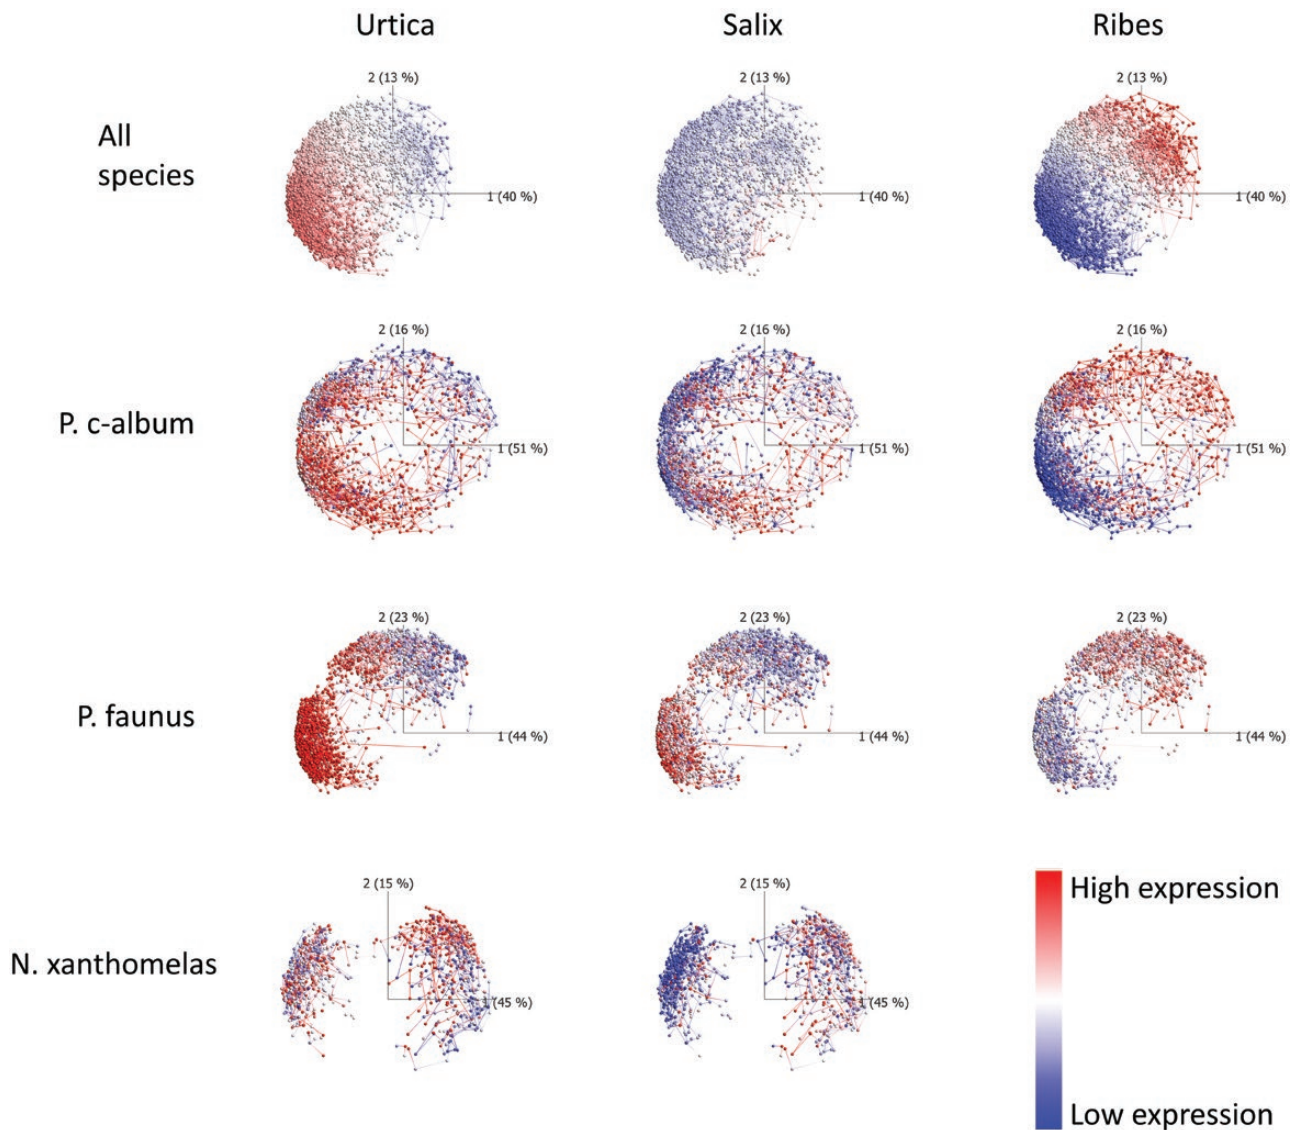 Urtica Salix Ribes
2 (13 %) 2 (13 %) 2 (13 %)
All
species
1 (40 %) 1 (40 %) 1 (40 %)
2 (16 %) 2 (16 %) 2 (16 %)
P. c-album
1 (51 %) 1 (51 %) 1 (51 %)
2 (23 %) 2 (23 %) 2 (23 %)
P. faunus
1 (44 %) 1 (44 %) 1 (44 %)
2 (15 %) 2 (15 %)
High expression
N. xanthomelas
1 (45 %) 1 (45 %)
Low expression